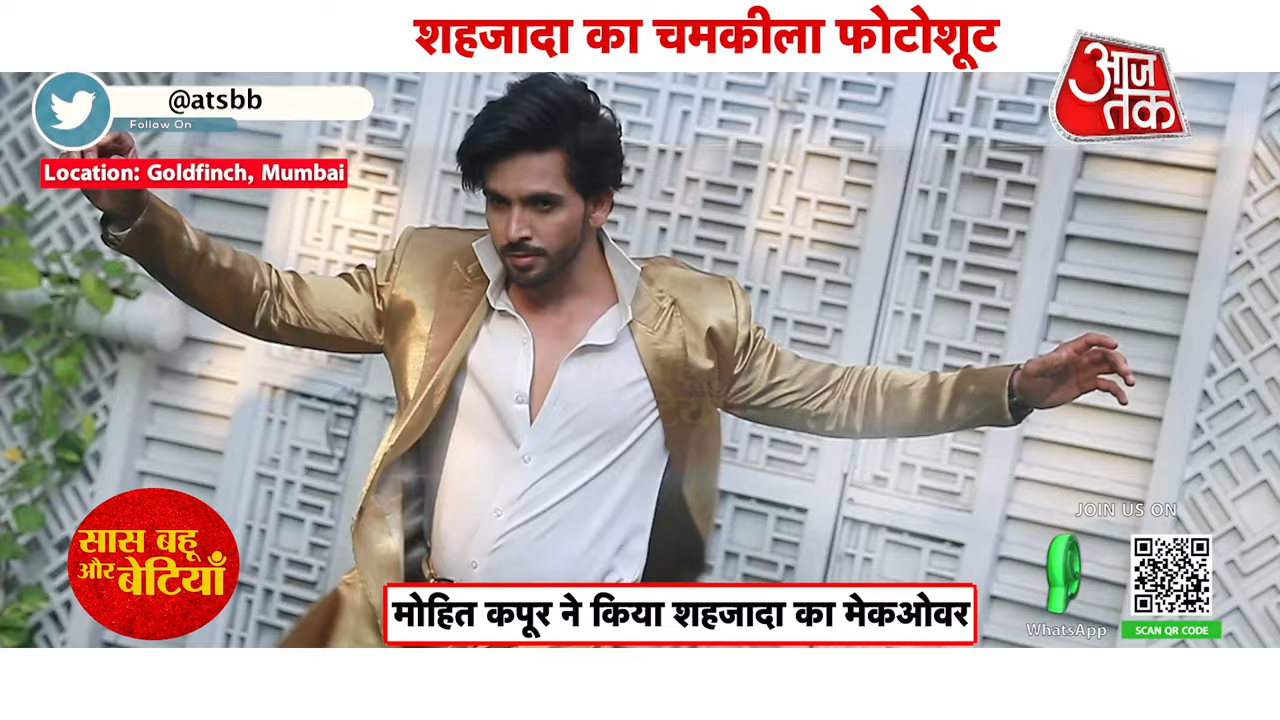 शहजादा का चमकीला फोटोशूट
आज
तक
@atsbb
Follow On
Location: Goldfinch, Mumbai
सास बहू
और बेटियाँ
मोहित कपूर ने किया शहजादा का मेकओवर
JOIN US ON
WhatsApp
SCAN QR CODE